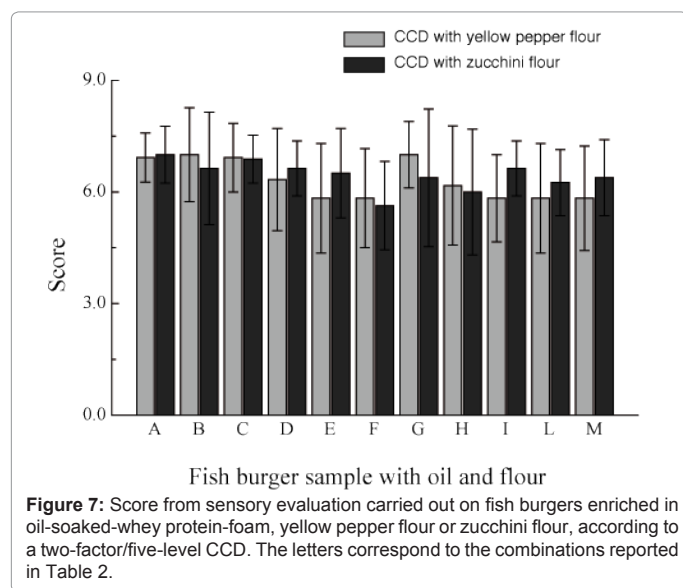 CCD with yellow pepper flour
CCD with zucchini flour
9.0
6.0
3.0
0.0
Score
A B C D E F G H I L M
Fish burger sample with oil and flour
Figure 7: Score from sensory evaluation carried out on fish burgers enriched in
oil-soaked-whey protein-foam, yellow pepper flour or zucchini flour, according to
a two-factor/five-level CCD. The letters correspond to the combinations reported
in Table 2.